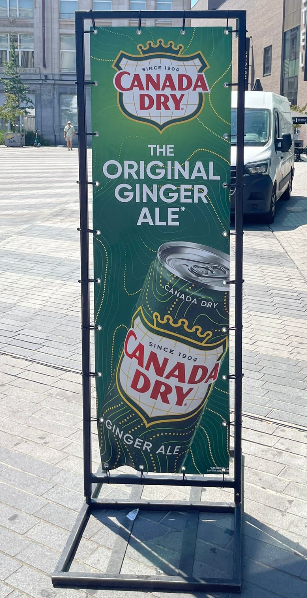 SINCE 1904
CANADA
DRY
THE
ORIGINAL
GINGER
ALE*
CANADA DRY
SINCE 1904
CANADA
DRY
GINGER ALE